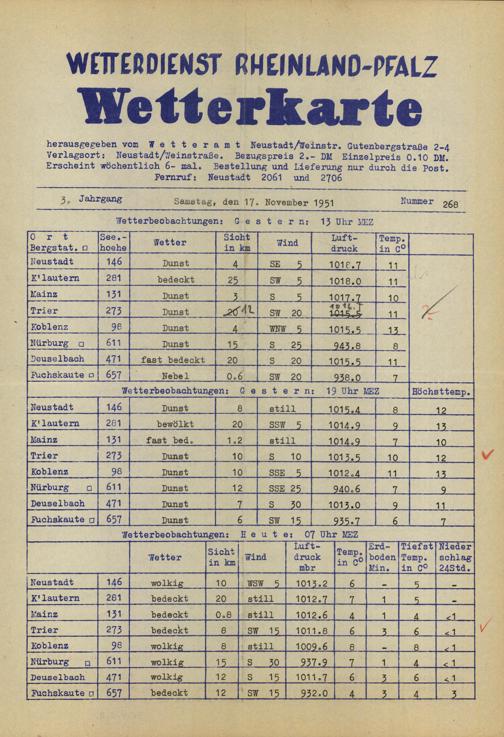 WETTERDIENST RHEINLAND-PFALZ
Wetterkarte
herausgegeben vom Wetteramt Neustadt/Weinstr. Gutenbergstraße 2-4
Verlagsort: Neustadt/Weinstraße. Bezugspreis 2.- DM Einzelpreis 0.10 DM.
Erscheint wöchentlich 6- mal. Bestellung und Lieferung nur durch die Post.
Fernruf: Neustadt 2061 und 2706
3. Jahrgang Samstag, den 17. November 1951 Nummer 268
Wetterbeobachtungen: Gestern: 13 Uhr MEZ
Ort See.- Wetter Sicht Wind Luft- Temp.
Bergstat. □ hoehe in km druck in C°
Neustadt 146 Dunst 4 SE 5 1018.7 11
K'lautern 281 bedeckt 25 SW 5 1018.0 11
Mainz 131 Dunst 3 S 5 1017.7 10
Trier 273 Dunst 20 12 SW 20 1015.5 11
Koblenz 98 Dunst 4 WNW 5 1015.5 13
Nürburg □ 611 Dunst 15 S 25 943.8 8
Deuselbach 471 fast bedeckt 20 S 20 1015.5 11
Fuchskaute □ 657 Nebel 0.6 SW 20 938.0 7
Wetterbeobachtungen: Gestern: 19 Uhr MEZ Höchsttemp.
Neustadt 146 Dunst 8 still 1015.4 8 12
K'lautern 281 bewölkt 20 SSW 5 1014.9 9 13
Mainz 131 fast bed. 1.2 still 1014.9 7 10
Trier 273 Dunst 10 S 10 1013.5 10 12
Koblenz 98 Dunst 10 SSE 5 1012.4 11 13
Nürburg □ 611 Dunst 12 SSE 25 940.6 7 9
Deuselbach 471 Dunst 7 S 30 1013.0 9 11
Fuchskaute □ 657 Dunst 6 SW 15 935.7 6 7
Wetterbeobachtungen: Heute: 07 Uhr MEZ
Wetter Sicht in km Wind Luft- druck mbr Temp. in C° Erd- boden Min. Tiefst Temp. in C° Nieder schlag 24Std.
Neustadt 146 wolkig 10 WSW 5 1013.2 6 - 5 -
K'lautern 281 bedeckt 20 still 1012.7 7 1 5 -
Mainz 131 bedeckt 0.8 still 1012.6 4 1 4 <1
Trier 273 bedeckt 8 SW 15 1011.8 6 3 6 <1
Koblenz 98 wolkig 8 still 1009.6 8 - 8 <1
Nürburg □ 611 wolkig 15 S 30 937.9 7 1 4 <1
Deuselbach 471 wolkig 12 S 15 1011.7 6 3 6 <1
Fuchskaute □ 657 bedeckt 12 SW 15 932.0 4 3 4 3